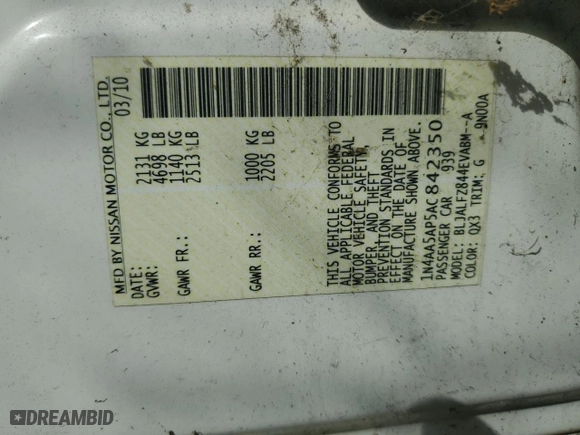 MFD BY NISSAN MOTOR CO., LTD.
DATE: 03/10
GVWR: 2131 KG
4698 LB
GAWR FR: 1140 KG
2513 LB
GAWR RR: 1000 KG
2205 LB
THIS VEHICLE CONFORMS TO
ALL APPLICABLE FEDERAL
MOTOR VEHICLE SAFETY,
BUMPER, AND THEFT
PREVENTION STANDARDS, IN
EFFECT ON THE DATE OF
MANUFACTURE SHOWN ABOVE.
1N4AA5AP5AC842350
PASSENGER CAR 939
MODEL: BLJALFZ844EVABM--A
COLOR: QX3 TRIM: G 9N00A
DREAMBID